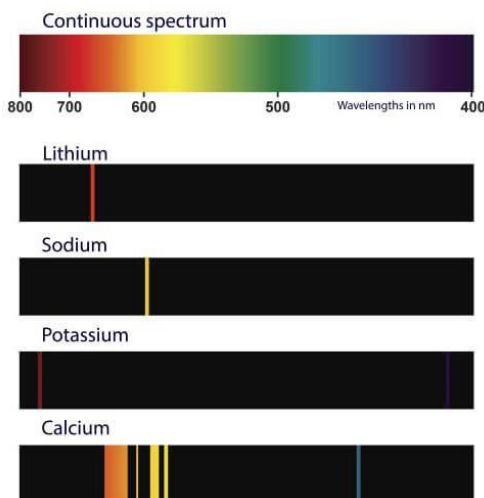 Continuous spectrum
800 700 600 500 Wavelengths in nm 400
Lithium
Sodium
Potassium
Calcium